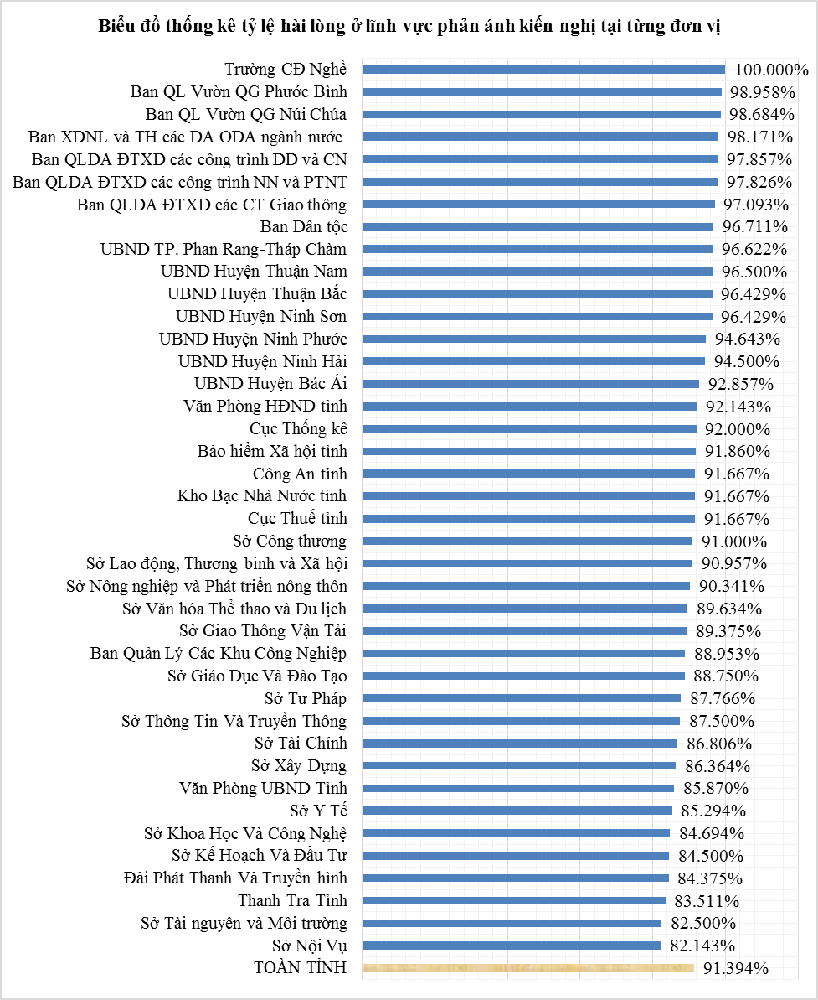 Biểu đồ thống kê tỷ lệ hài lòng ở lĩnh vực phản ánh kiến nghị tại từng đơn vị
Trường CĐ Nghề 100.000%
Ban QL Vườn QG Phước Bình 98.958%
Ban QL Vườn QG Núi Chúa 98.684%
Ban XDNL và TH các DA ODA ngành nước 98.171%
Ban QLDA ĐTXD các công trình DD và CN 97.857%
Ban QLDA ĐTXD các công trình NN và PTNT 97.826%
Ban QLDA ĐTXD các CT Giao thông 97.093%
Ban Dân tộc 96.711%
UBND TP. Phan Rang-Tháp Chàm 96.622%
UBND Huyện Thuận Nam 96.500%
UBND Huyện Thuận Bắc 96.429%
UBND Huyện Ninh Sơn 96.429%
UBND Huyện Ninh Phước 94.643%
UBND Huyện Ninh Hải 94.500%
UBND Huyện Bác Ái 92.857%
Văn Phòng HĐND tỉnh 92.143%
Cục Thống kê 92.000%
Bảo hiểm Xã hội tỉnh 91.860%
Công An tỉnh 91.667%
Kho Bạc Nhà Nước tỉnh 91.667%
Cục Thuế tỉnh 91.667%
Sở Công thương 91.000%
Sở Lao động, Thương binh và Xã hội 90.957%
Sở Nông nghiệp và Phát triển nông thôn 90.341%
Sở Văn hóa Thể thao và Du lịch 89.634%
Sở Giao Thông Vận Tải 89.375%
Ban Quản Lý Các Khu Công Nghiệp 88.953%
Sở Giáo Dục Và Đào Tạo 88.750%
Sở Tư Pháp 87.766%
Sở Thông Tin Và Truyền Thông 87.500%
Sở Tài Chính 86.806%
Sở Xây Dựng 86.364%
Văn Phòng UBND Tỉnh 85.870%
Sở Y Tế 85.294%
Sở Khoa Học Và Công Nghệ 84.694%
Sở Kế Hoạch Và Đầu Tư 84.500%
Đài Phát Thanh Và Truyền hình 84.375%
Thanh Tra Tỉnh 83.511%
Sở Tài nguyên và Môi trường 82.500%
Sở Nội Vụ 82.143%
TOÀN TỈNH 91.394%